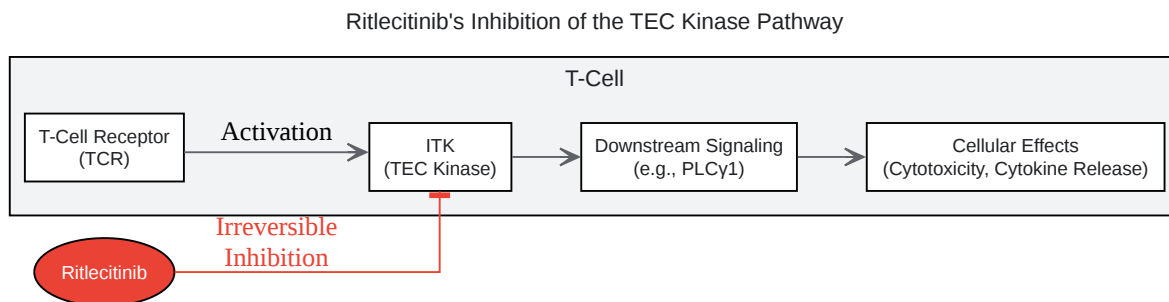 Ritlecitinib's Inhibition of the TEC Kinase Pathway
T-Cell
T-Cell Receptor
(TCR)
Activation
ITK
(TEC Kinase)
Downstream Signaling
(e.g., PLCγ1)
Cellular Effects
(Cytotoxicity, Cytokine Release)
Irreversible
Inhibition
Ritlecitinib